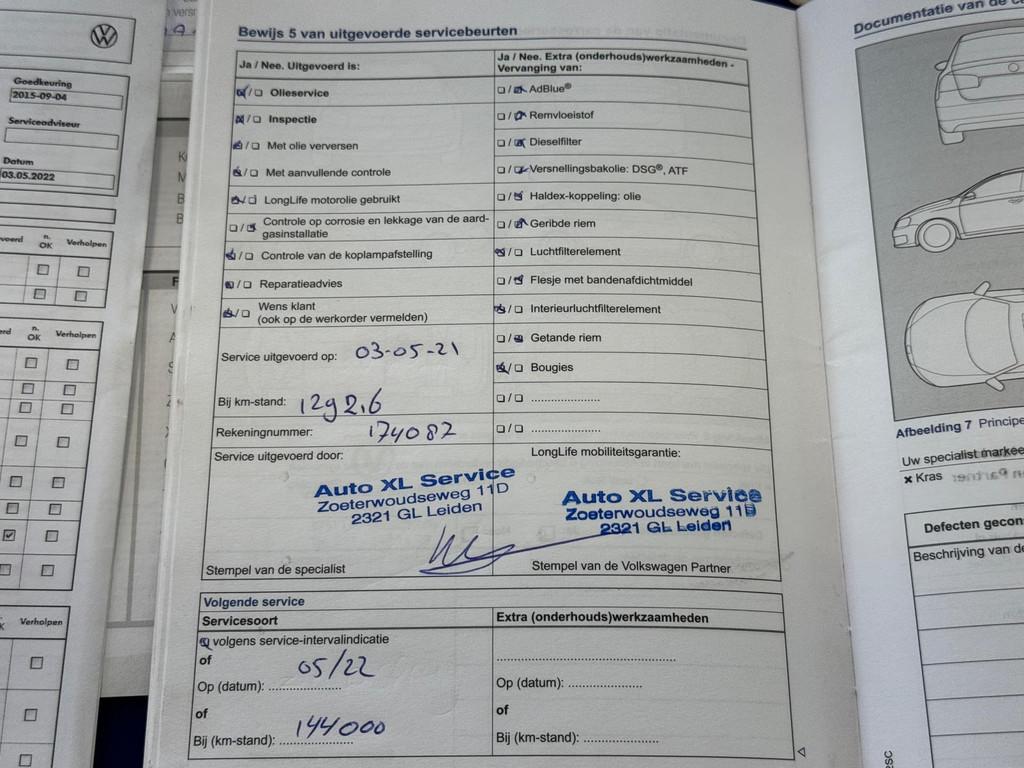 Goedkeuring
2015-09-04
Serviceadviseur
Datum
03.05.2022
n.
OK
Verholpen
n.
OK
Verholpen
Verholpen
Bewijs 5 van uitgevoerde servicebeurten
Ja / Nee. Uitgevoerd is:
Olieservice
Inspectie
Met olie verversen
Met aanvullende controle
LongLife motorolie gebruikt
Controle op corrosie en lekkage van de aard-
gasinstallatie
Controle van de koplampafstelling
Reparatieadvies
Wens klant
(ook op de werkorder vermelden)
Service uitgevoerd op: 03-05-21
Bij km-stand: 1292.6
Rekeningnummer: 174087
Service uitgevoerd door:
Auto XL Service
Zoeterwoudseweg 11D
2321 GL Leiden
Stempel van de specialist
Ja / Nee. Extra (onderhouds)werkzaamheden -
Vervanging van:
AdBlue®
Remvloeistof
Dieselfilter
Versnellingsbakolie: DSG®, ATF
Haldex-koppeling: olie
Geribde riem
Luchtfilterelement
Flesje met bandenafdichtmiddel
Interieurluchtfilterelement
Getande riem
Bougies
LongLife mobiliteitsgarantie:
Auto XL Service
Zoeterwoudseweg 11D
2321 GL Leiden
Stempel van de Volkswagen Partner
Volgende service
Servicesoort
volgens service-intervalindicatie
of
05/22
Op (datum):
of
144000
Bij (km-stand):
Extra (onderhouds)werkzaamheden
Op (datum):
of
Bij (km-stand):
Documentatie van de
Afbeelding 7 Principe
Uw specialist markee
× Kras
Defecten gecon
Beschrijving van de